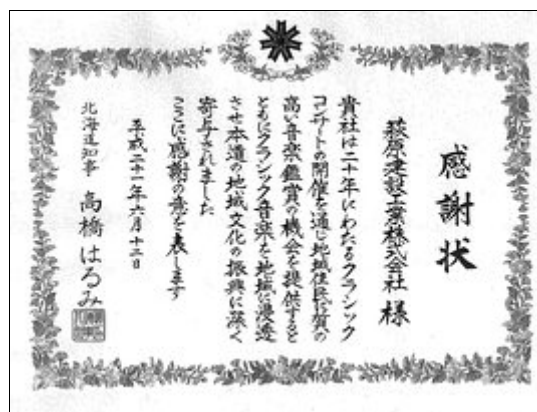 感謝状
萩原建設工業株式会社 様
貴社は二十年にわたるクラシック
コンサートの開催を通じ地域住民に質の
高い音楽鑑賞の機会を提供すると
ともにクラシック音楽を地域に浸透
させ本道の地域文化の振興に深く
寄与されました
ここに感謝の意を表します
平成二十一年六月十二日
北海道知事 高橋はるみ